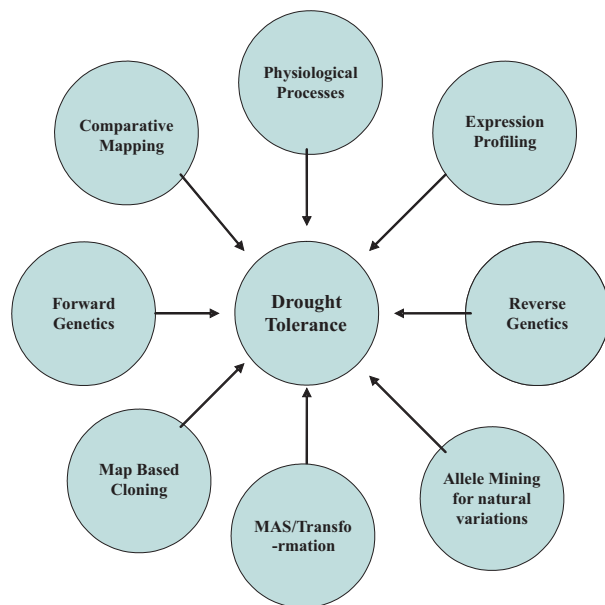 Physiological
Processes
Comparative
Mapping
Expression
Profiling
Forward
Genetics
Drought
Tolerance
Reverse
Genetics
Map Based
Cloning
MAS/Transfo
-rmation
Allele Mining
for natural
variations